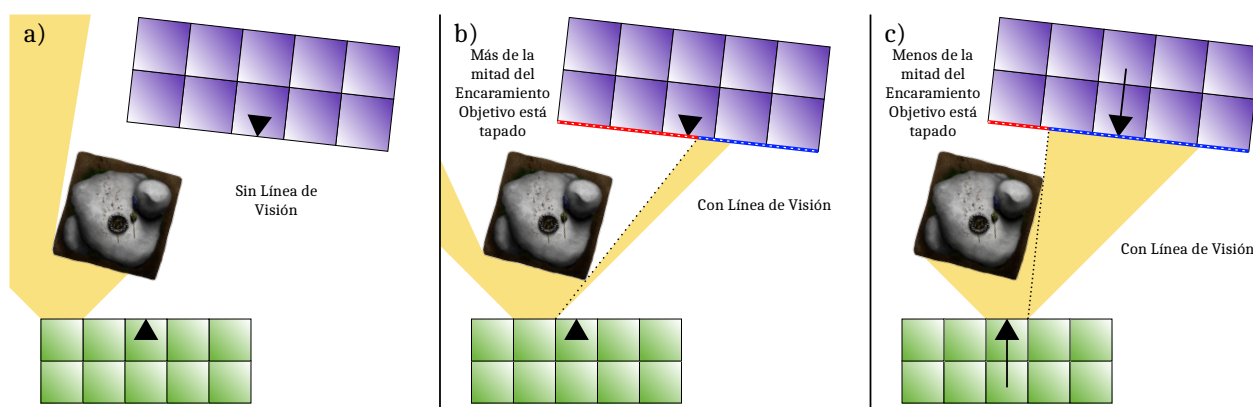 a)
Sin Línea de
Visión
b)
Más de la
mitad del
Encaramiento
Objetivo está
tapado
Con Línea de Visión
c)
Menos de la
mitad del
Encaramiento
Objetivo está
tapado
Con Línea de Visión